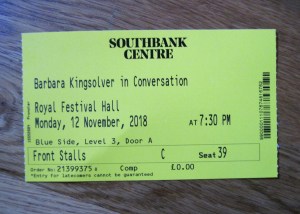 SOUTHBANK
CENTRE
Barbara Kingsolver in Conversation
Royal Festival Hall
Monday, 12 November, 2018 AT 7:30 PM
Blue Side, Level 3, Door A
Front Stalls C Seat 39
Order No: 21399375 Comp £0.00
*Entry for latecomers cannot be guaranteed